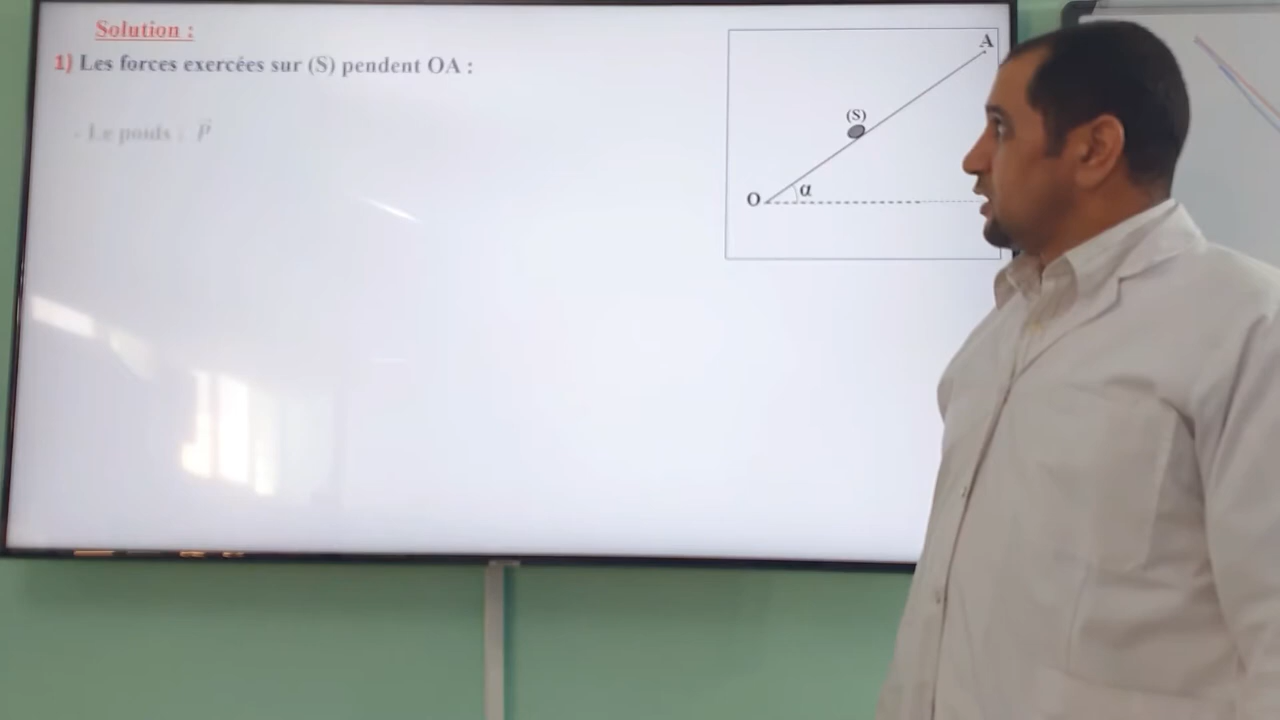 Solution :
1) Les forces exercées sur (S) pendent OA :
- Le poids : P
A
(S)
O
α